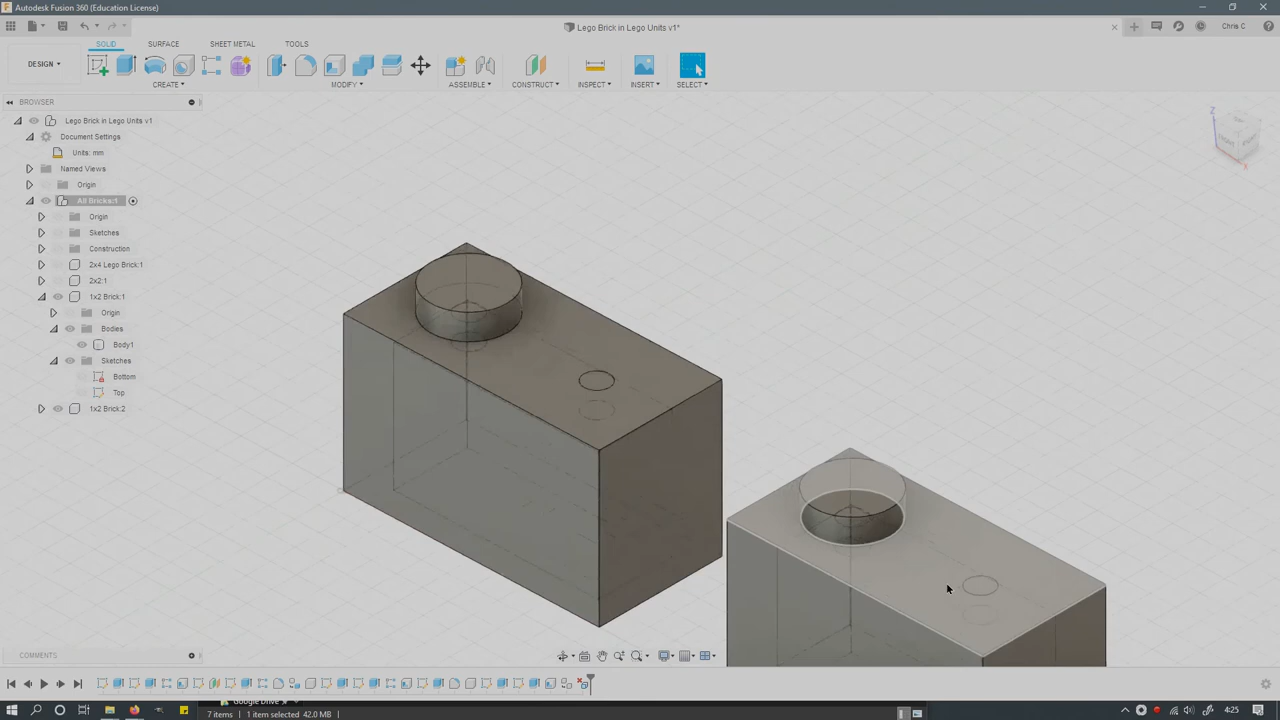 Autodesk Fusion 360 (Education License)
Lego Brick in Lego Units v1*
Chris C
SOLID SURFACE SHEET METAL TOOLS
DESIGN
CREATE MODIFY ASSEMBLE CONSTRUCT INSPECT INSERT SELECT
BROWSER
Lego Brick in Lego Units v1
Document Settings
Units: mm
Named Views
Origin
All Bricks:1
Origin
Sketches
Construction
2x4 Lego Brick:1
2x2:1
1x2 Brick:1
Origin
Bodies
Body1
Sketches
Bottom
Top
1x2 Brick:2
Z
X
FRONT
COMMENTS
Google Drive
7 items 1 item selected 42.0 MB
4:25